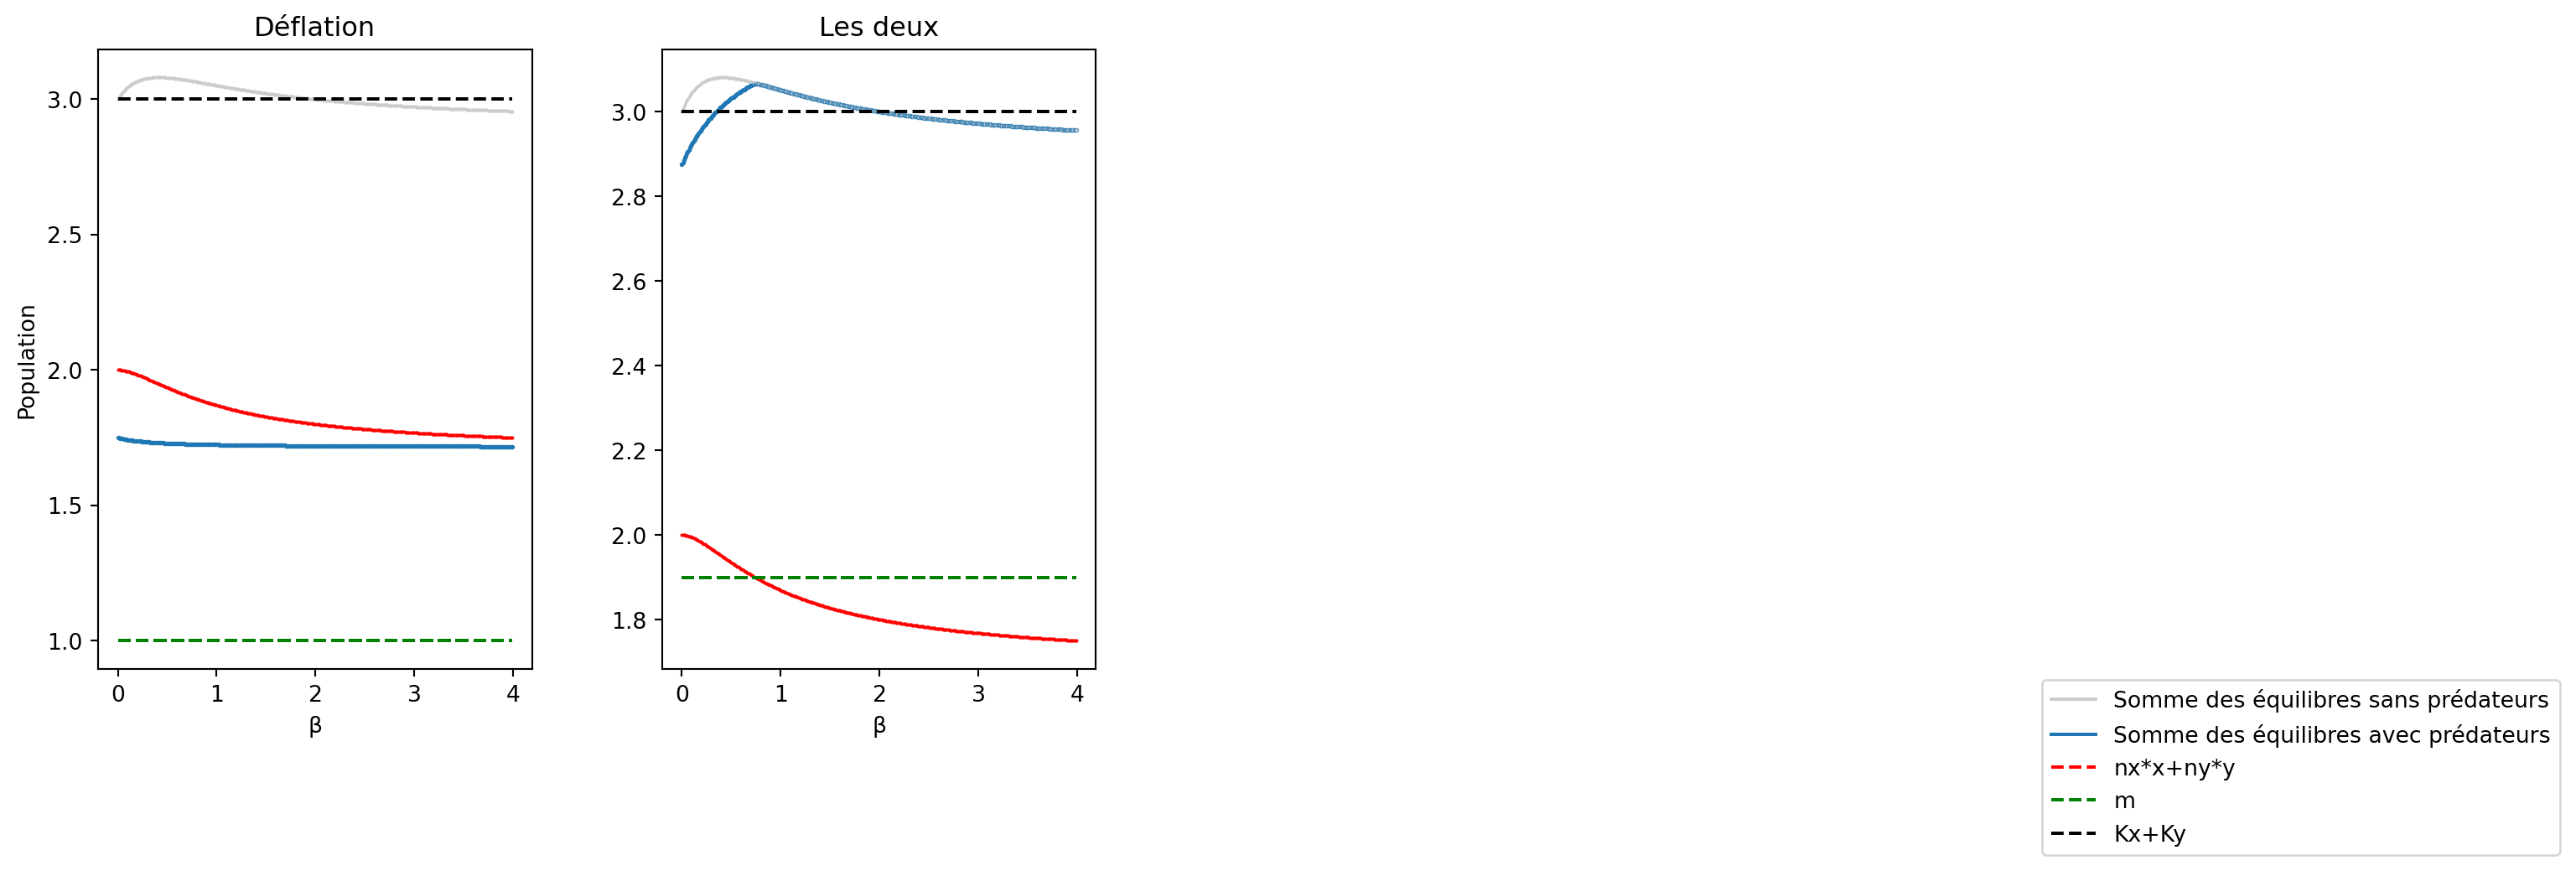 Déflation
3.0
2.5
2.0
1.5
1.0
Population
0 1 2 3 4
β
Les deux
3.0
2.8
2.6
2.4
2.2
2.0
1.8
0 1 2 3 4
β
Somme des équilibres sans prédateurs
Somme des équilibres avec prédateurs
nx*x+ny*y
m
Kx+Ky